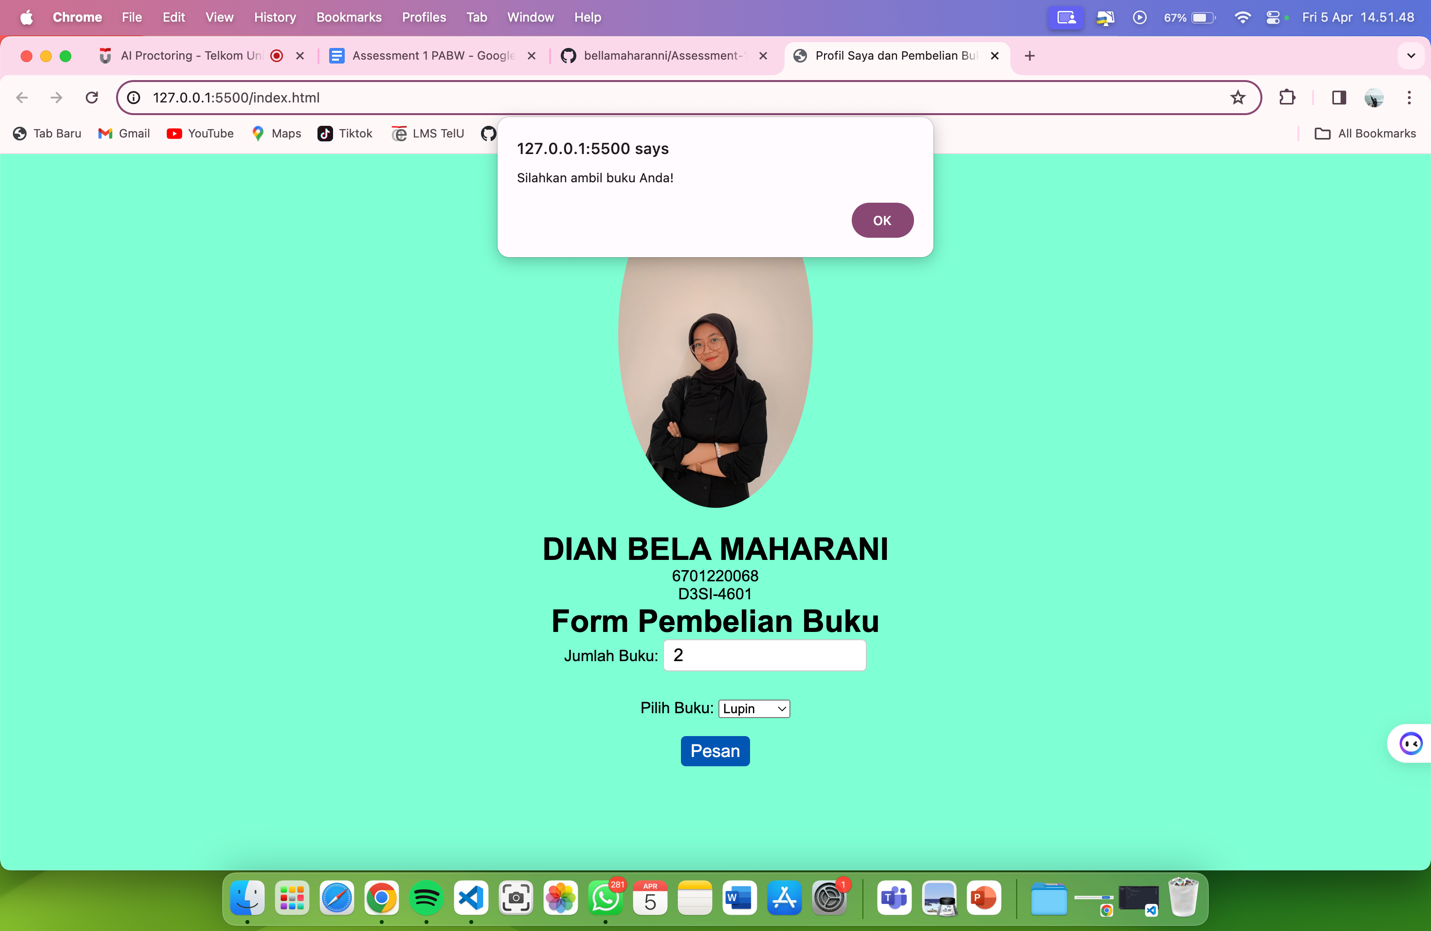 Chrome File Edit View History Bookmarks Profiles Tab Window Help 67% Fri 5 Apr 14.51.48
AI Proctoring - Telkom Un
Assessment 1 PABW - Google
bellamaharanni/Assessment-
Profil Saya dan Pembelian Bu
127.0.0.1:5500/index.html
Tab Baru Gmail YouTube Maps Tiktok LMS TelU All Bookmarks
127.0.0.1:5500 says
Silahkan ambil buku Anda!
OK
DIAN BELA MAHARANI
6701220068
D3SI-4601
Form Pembelian Buku
Jumlah Buku: 2
Pilih Buku: Lupin
Pesan
281
APR
5
1